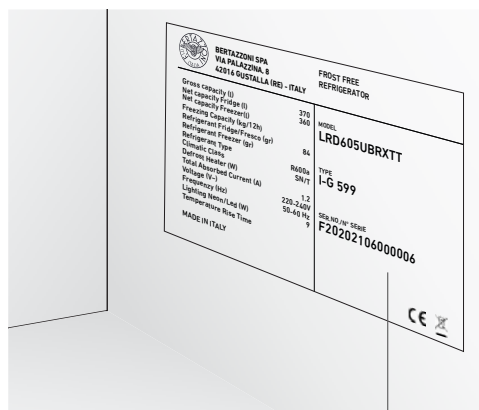 BERTAZZONI
BERTAZZONI SPA
VIA PALAZZINA, 8
42016 GUSTALLA (RE) - ITALY
FROST FREE
REFRIGERATOR
Gross capacity (l) 370
Net capacity Fridge (l) 360
Net capacity Freezer(l)
Freezing Capacity (kg/12h)
Refrigerant Fridge/Fresco (gr) 84
Refrigerant Freezer (gr)
Refrigerant Type R600a
Climatic Class SN/T
Defrost Heater (W)
Total Absorbed Current (A) 1.2
Voltage (V~) 220-240V
Frequency (Hz) 50-60 Hz
Lighting Neon/Led (W) 9
Temperature Rise Time
MADE IN ITALY
MODEL
LRD605UBRXTT
TYPE
I-G 599
SER.NO./N° SERIE
F20202106000006
CE